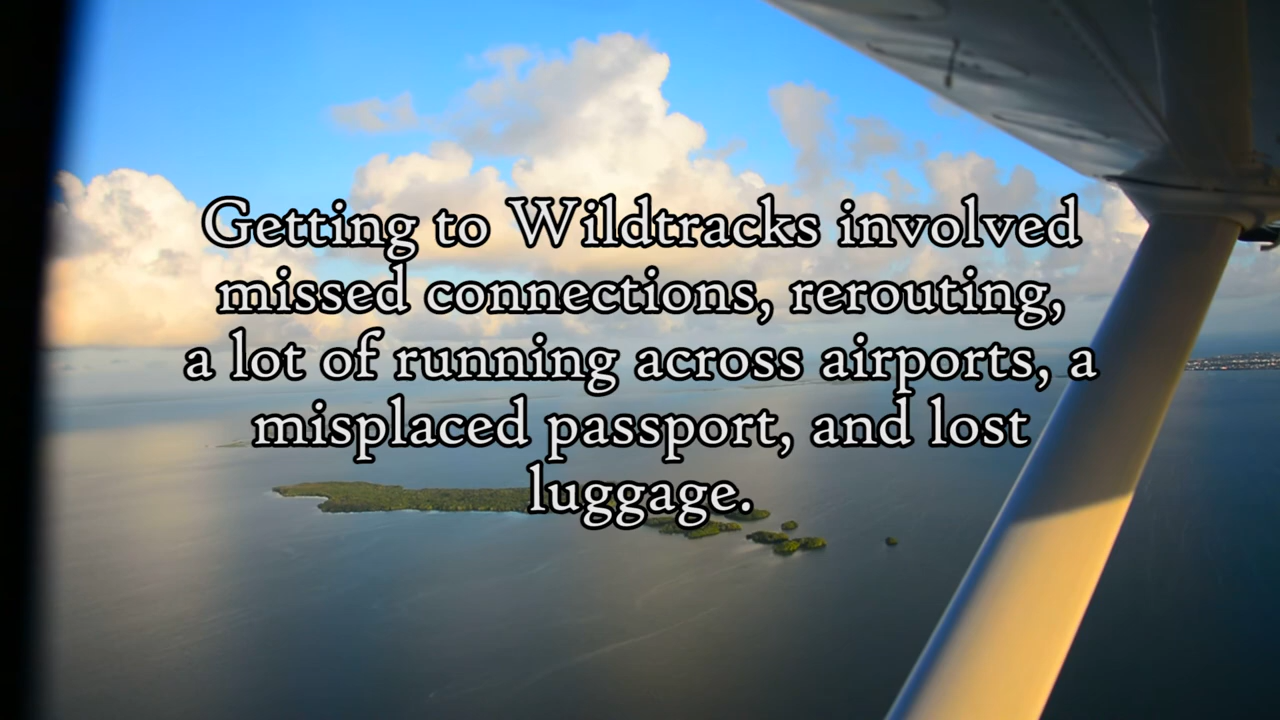 Getting to Wildtracks involved
missed connections, rerouting,
a lot of running across airports, a
misplaced passport, and lost
luggage.